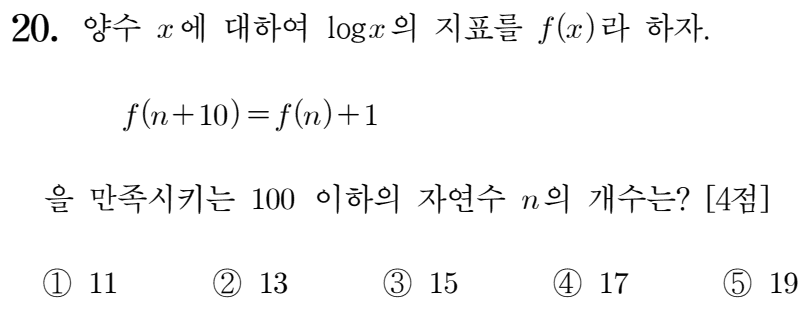 20. 양수 x에 대하여 logx의 지표를 f(x)라 하자.
f(n+10)=f(n)+1
을 만족시키는 100 이하의 자연수 n의 개수는? [4점]
① 11 ② 13 ③ 15 ④ 17 ⑤ 19